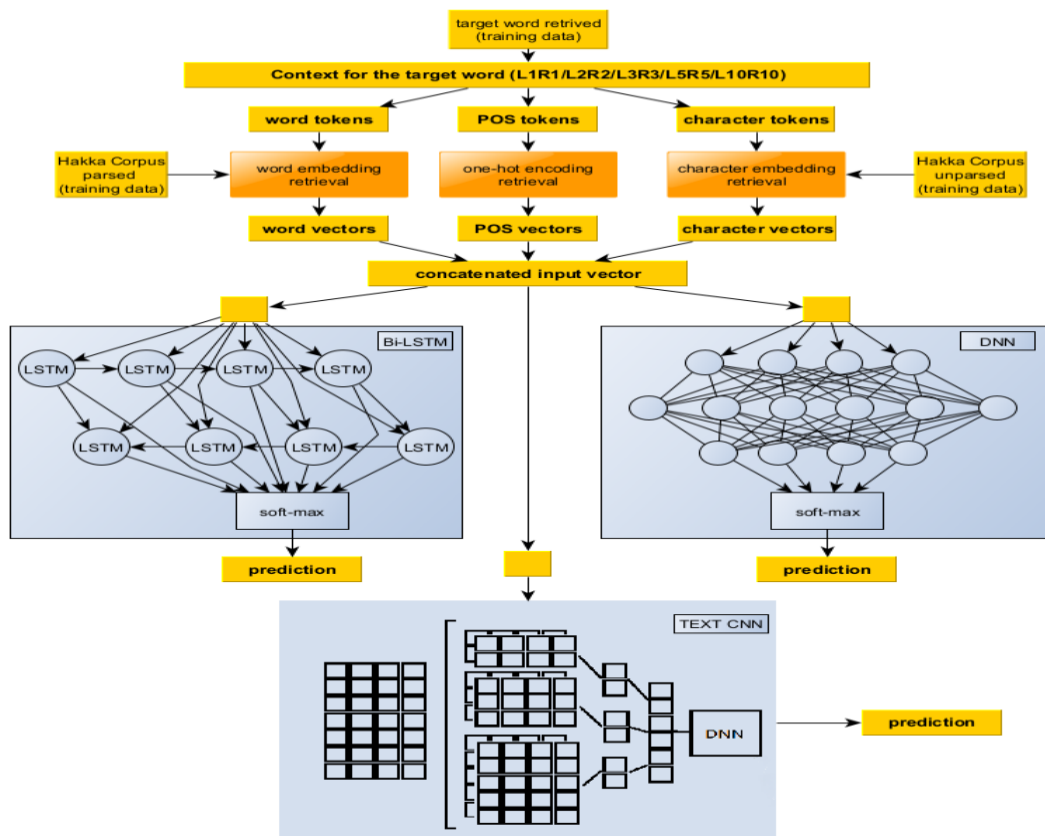 target word retrived
(training data)
Context for the target word (L1R1/L2R2/L3R3/L5R5/L10R10)
word tokens
POS tokens
character tokens
Hakka Corpus
parsed
(training data)
word embedding
retrieval
one-hot encoding
retrieval
character embedding
retrieval
Hakka Corpus
unparsed
(training data)
word vectors
POS vectors
character vectors
concatenated input vector
Bi-LSTM
LSTM
LSTM
LSTM
LSTM
LSTM
LSTM
LSTM
LSTM
soft-max
prediction
DNN
soft-max
prediction
TEXT CNN
DNN
prediction